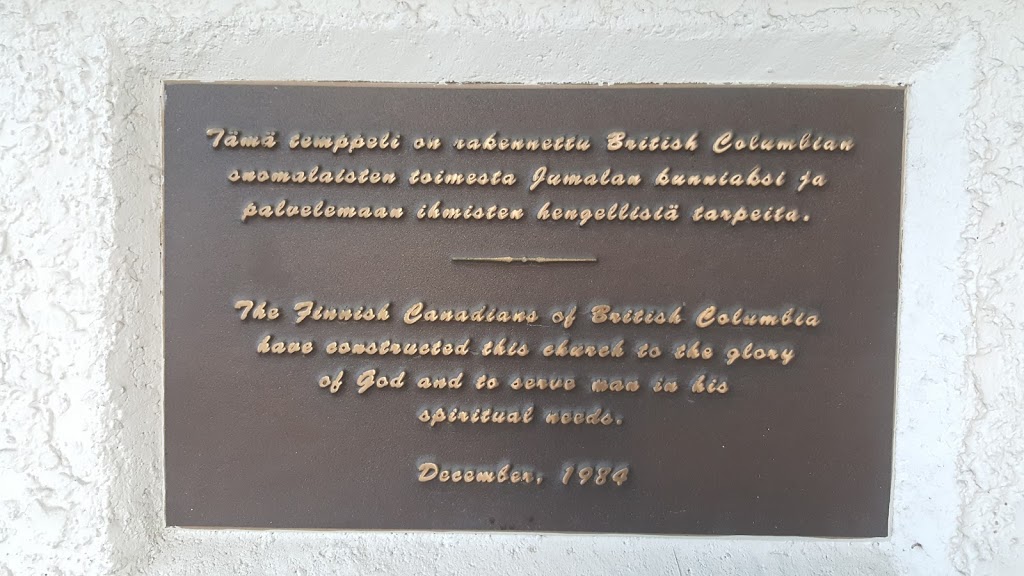 Tämä temppeli on rakennettu British Columbian
suomalaisten toimesta Jumalan kunniaksi ja
palvelemaan ihmisten hengellisiä tarpeita.
The Finnish Canadians of British Columbia
have constructed this church to the glory
of God and to serve man in his
spiritual needs.
December, 1984